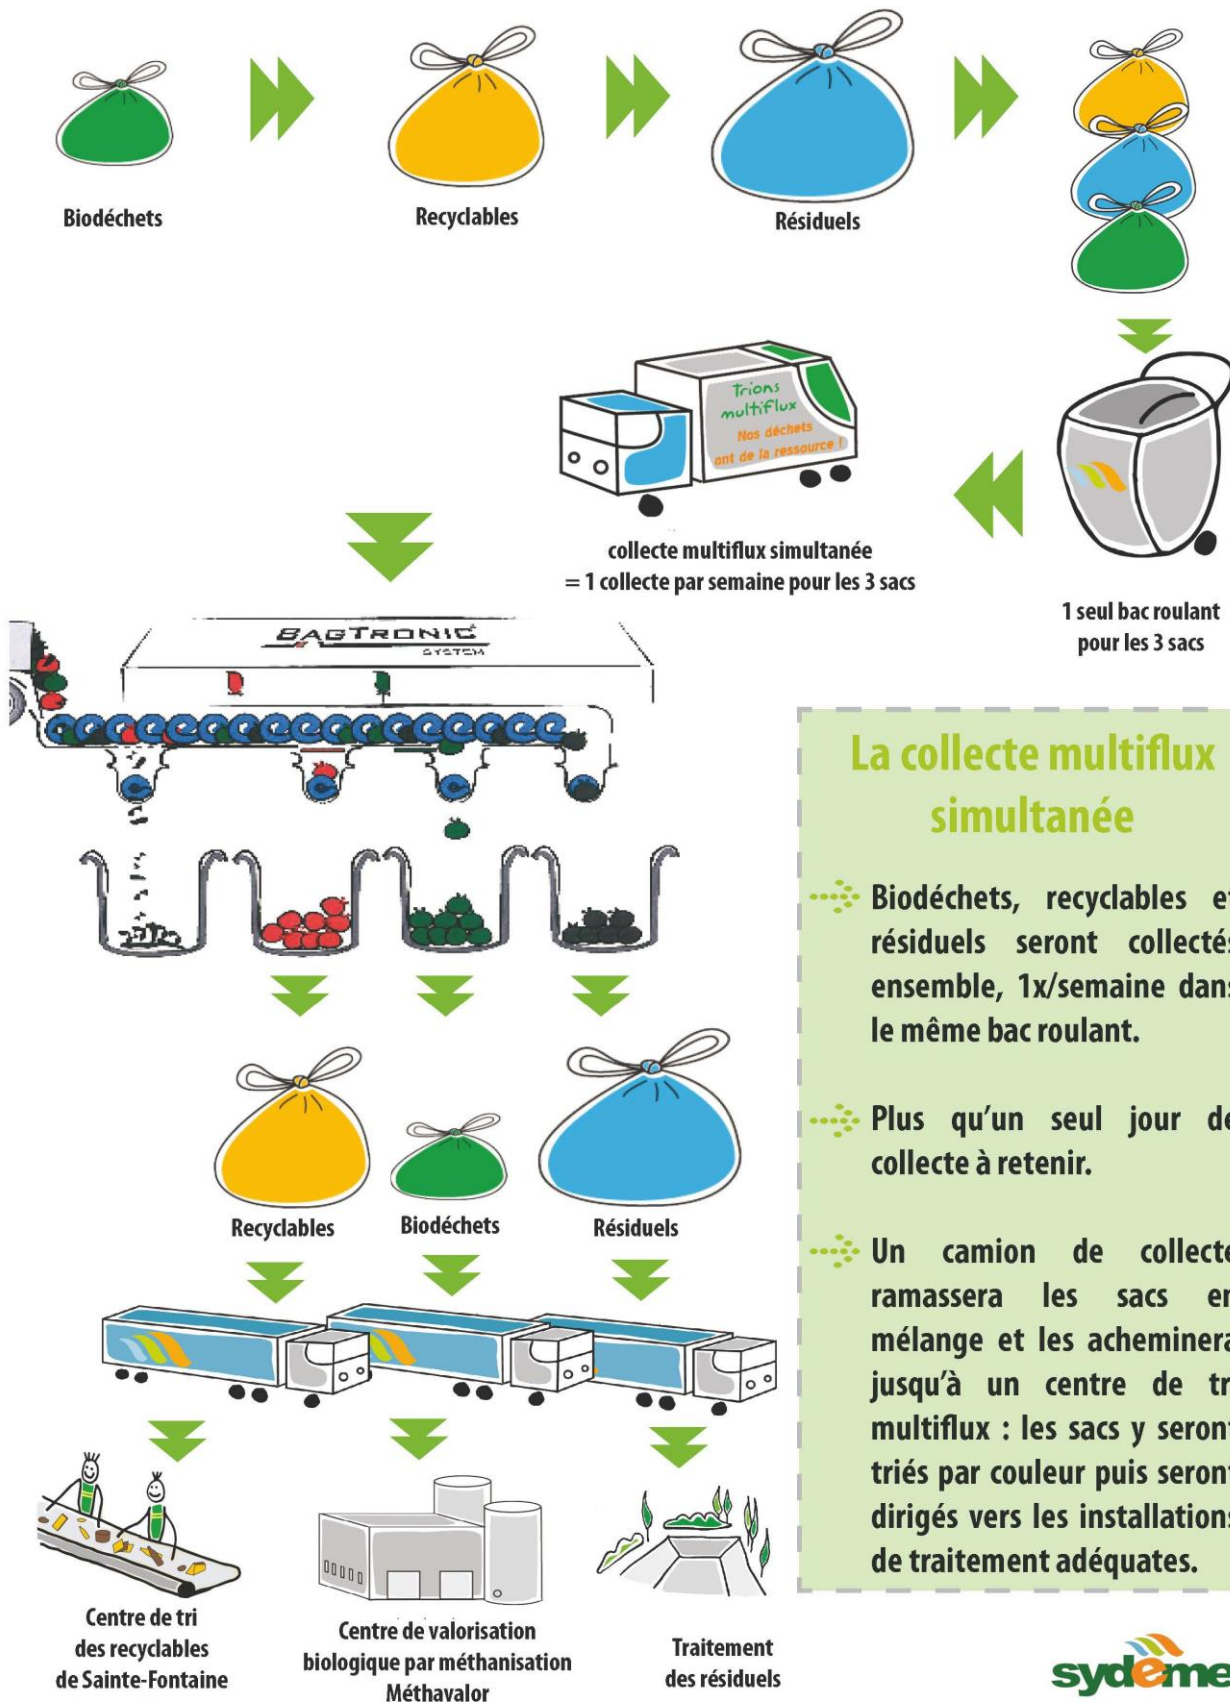 Biodéchets
Recyclables
Résiduels
Trions
multiflux
Nos déchets
ont de la ressource !
collecte multiflux simultanée
= 1 collecte par semaine pour les 3 sacs
1 seul bac roulant
pour les 3 sacs
BAGTRONIC
SYSTEM
La collecte multiflux
simultanée
Biodéchets, recyclables et
résiduels seront collectés
ensemble, 1x/semaine dans
le même bac roulant.
Plus qu'un seul jour de
collecte à retenir.
Un camion de collecte
ramassera les sacs en
mélange et les acheminera
jusqu'à un centre de tri
multiflux : les sacs y seront
triés par couleur puis seront
dirigés vers les installations
de traitement adéquates.
Recyclables
Biodéchets
Résiduels
Centre de tri
des recyclables
de Sainte-Fontaine
Centre de valorisation
biologique par méthanisation
Méthavalor
Traitement
des résiduels
sydeme